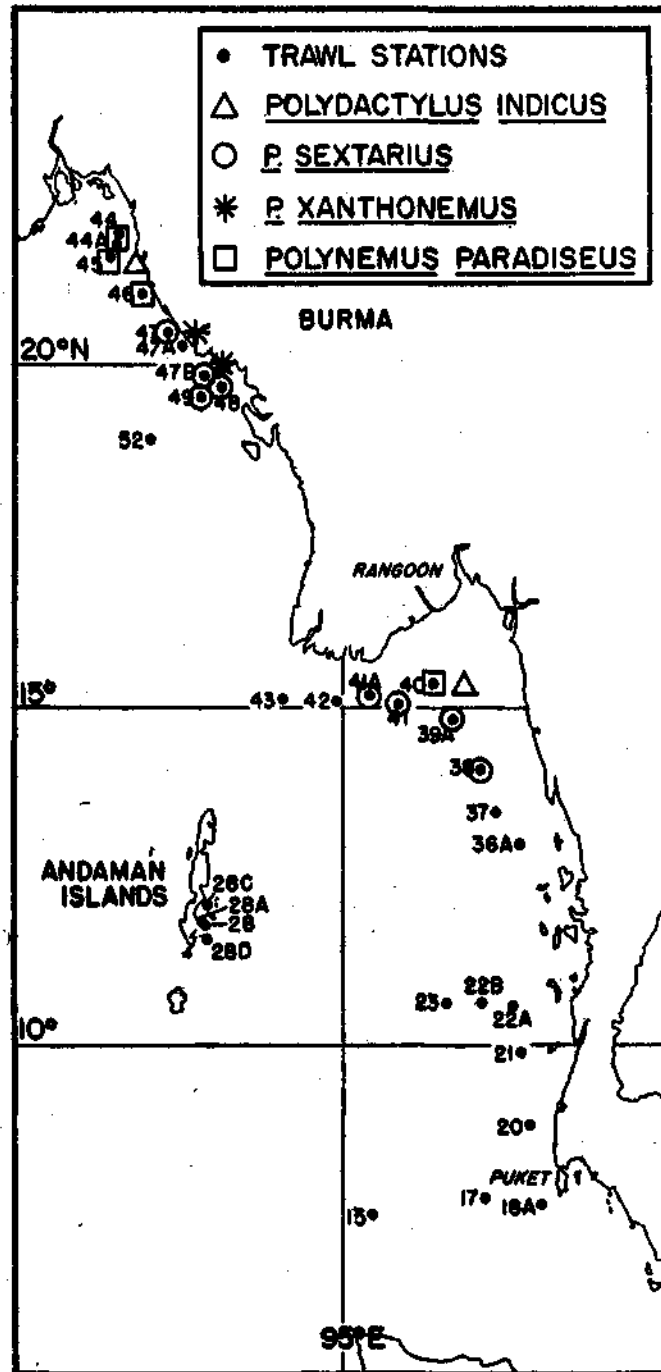 TRAWL STATIONS
POLYDACTYLUS INDICUS
P. SEXTARIUS
P. XANTHONEMUS
POLYNEMUS PARADISEUS
44
44A
45
46
BURMA
47
47A
20°N
47B
48
49
52
RANGOON
41A
40
43
42
15°
41
39A
38
37
36A
ANDAMAN
ISLANDS
28C
28A
28
28D
23
22B
22A
10°
21
20
PUKET
17
18A
15
95°E